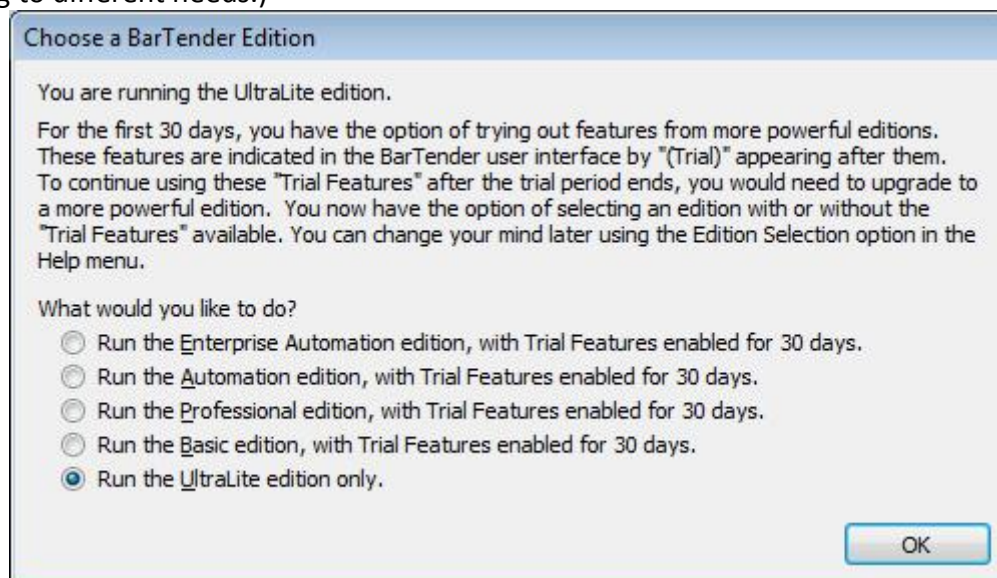 to different needs.)
Choose a BarTender Edition
You are running the UltraLite edition.
For the first 30 days, you have the option of trying out features from more powerful editions.
These features are indicated in the BarTender user interface by "(Trial)" appearing after them.
To continue using these "Trial Features" after the trial period ends, you would need to upgrade to
a more powerful edition. You now have the option of selecting an edition with or without the
"Trial Features" available. You can change your mind later using the Edition Selection option in the
Help menu.
What would you like to do?
Run the Enterprise Automation edition, with Trial Features enabled for 30 days.
Run the Automation edition, with Trial Features enabled for 30 days.
Run the Professional edition, with Trial Features enabled for 30 days.
Run the Basic edition, with Trial Features enabled for 30 days.
Run the UltraLite edition only.
OK